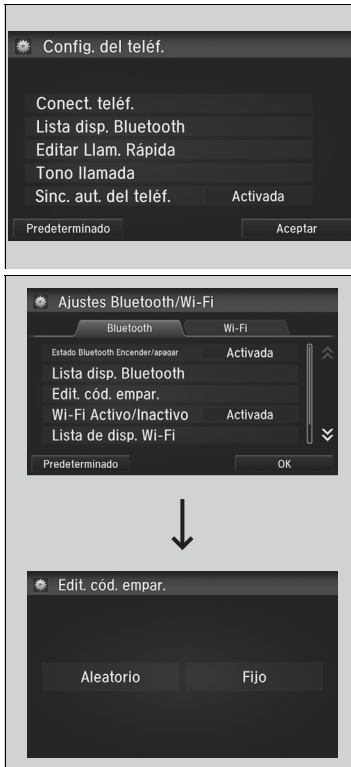 Config. del teléf.
Conect. teléf.
Lista disp. Bluetooth
Editar Llam. Rápida
Tono llamada
Sinc. aut. del teléf. Activada
Predeterminado Aceptar
Ajustes Bluetooth/Wi-Fi
Bluetooth Wi-Fi
Estado Bluetooth Encender/apagar Activada
Lista disp. Bluetooth
Edit. cód. empar.
Wi-Fi Activo/Inactivo Activada
Lista de disp. Wi-Fi
Predeterminado OK
Edit. cód. empar.
Aleatorio Fijo